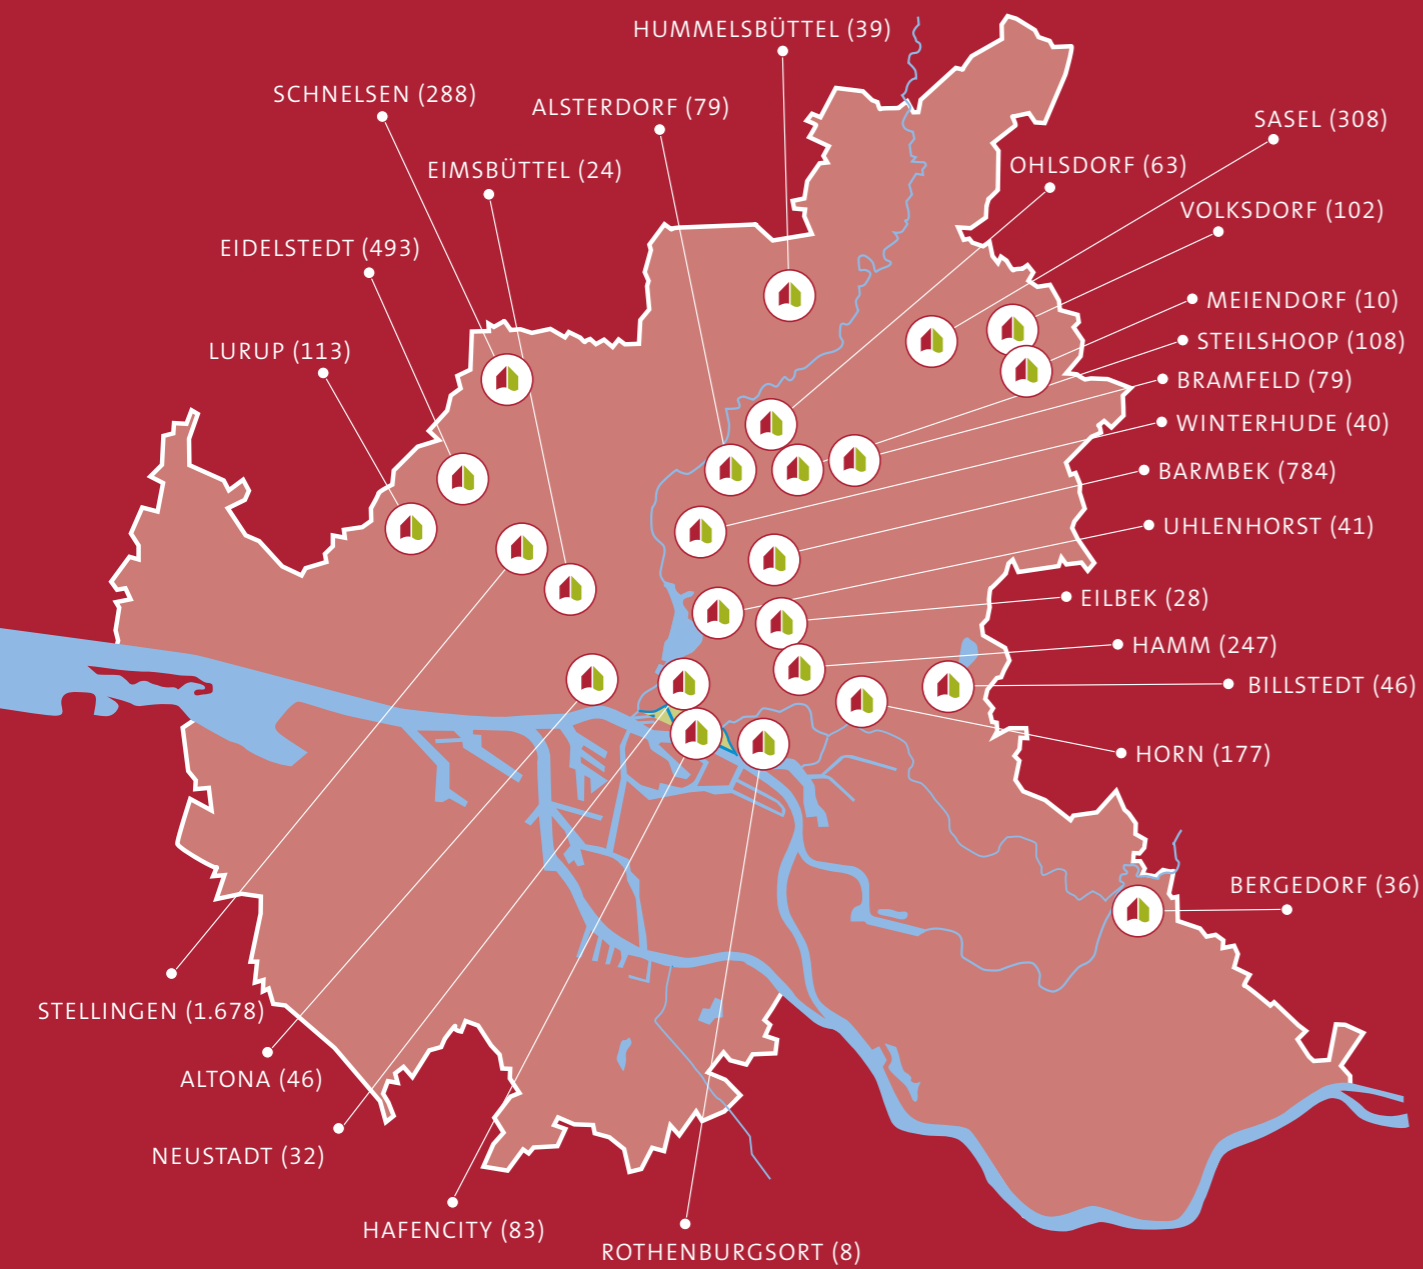 HUMMELSBÜTTEL (39)
SCHNELSEN (288)
ALSTERDORF (79)
SASEL (308)
EIMSBÜTTEL (24)
OHLSDORF (63)
VOLKSDORF (102)
EIDELSTEDT (493)
MEIENDORF (10)
STEILSHOOP (108)
LURUP (113)
BRAMFELD (79)
WINTERHUDE (40)
BARMBEK (784)
UHLENHORST (41)
EILBEK (28)
HAMM (247)
BILLSTEDT (46)
HORN (177)
BERGEDORF (36)
STELLINGEN (1.678)
ALTONA (46)
NEUSTADT (32)
HAFENCITY (83)
ROTHENBURGSORT (8)